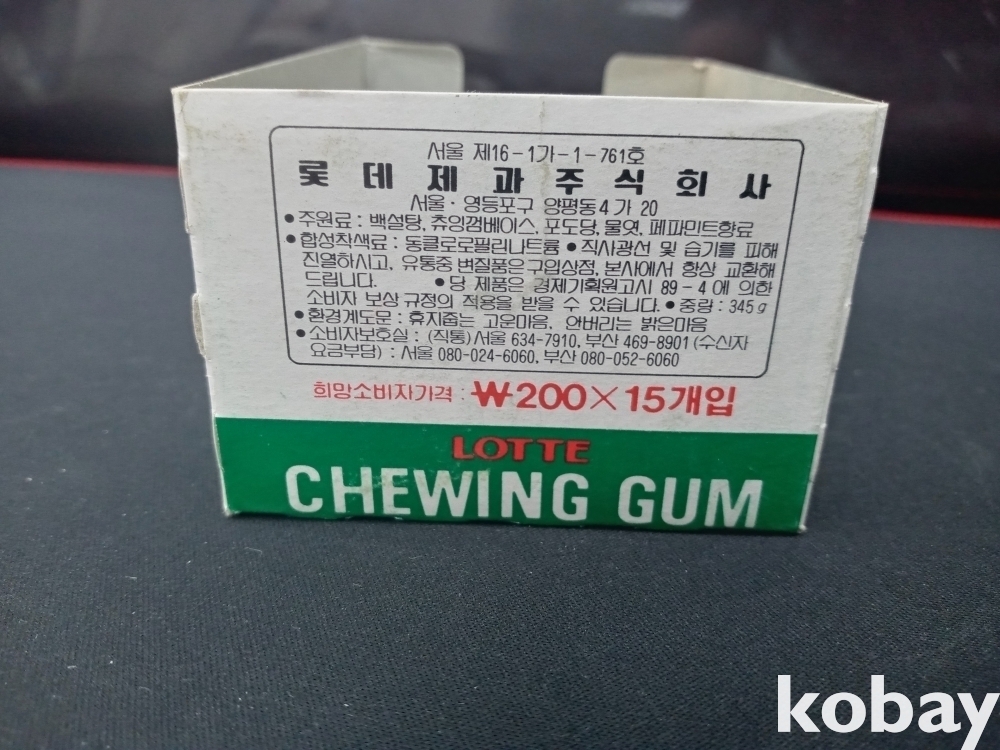 서울 제16-1가-1-761호
롯데제과주식회사
서울·영등포구 양평동4가 20
●주원료 : 백설탕, 츄잉껌베이스, 포도당, 물엿, 페파민트향료
●합성착색료 : 동클로로필린나트륨 ●직사광선 및 습기를 피해
진열하시고, 유통중 변질품은 구입상점, 본사에서 항상 교환해
드립니다. ●당 제품은 경제기획원고시 89-4에 의한
소비자 보상 규정의 적용을 받을 수 있습니다. ●중량 : 345g
●환경계도문 : 휴지줍는 고운마음, 안버리는 밝은마음
●소비자보호실 : (직통)서울 634-7910, 부산 469-8901 (수신자
요금부담) : 서울 080-024-6060, 부산 080-052-6060
희망소비자가격 : ₩200×15개입
LOTTE
CHEWING GUM
kobay